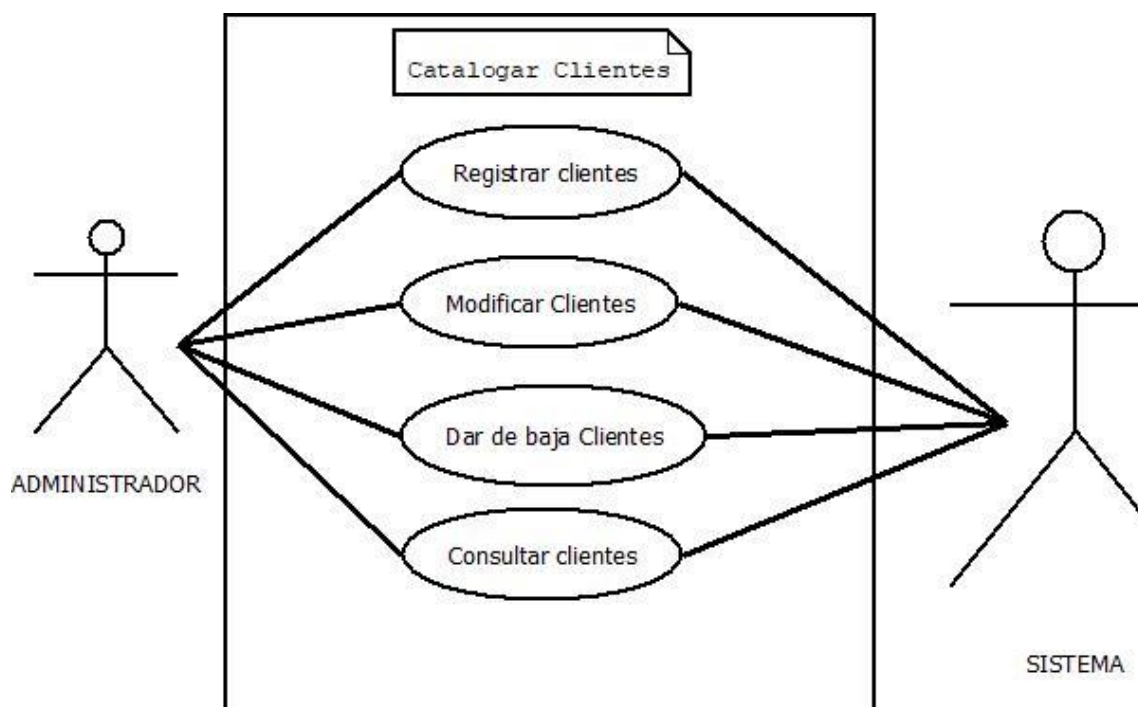 Catalogar Clientes
Registrar clientes
Modificar Clientes
Dar de baja Clientes
ADMINISTRADOR
Consultar clientes
SISTEMA